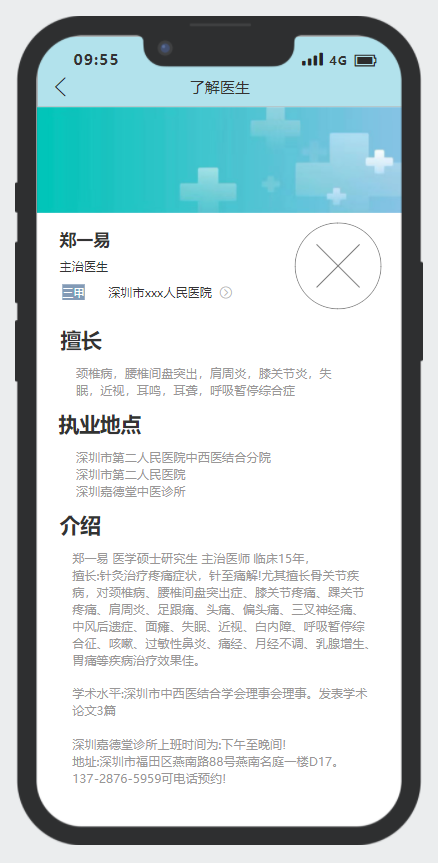 09:55
4G
了解医生
郑一易
主治医生
三甲 深圳市xxx人民医院
擅长
颈椎病，腰椎间盘突出，肩周炎，膝关节炎，失
眠，近视，耳鸣，耳聋，呼吸暂停综合症
执业地点
深圳市第二人民医院中西医结合分院
深圳市第二人民医院
深圳嘉德堂中医诊所
介绍
郑一易 医学硕士研究生 主治医师 临床15年，
擅长:针灸治疗疼痛症状，针至痛解!尤其擅长骨关节疾
病，对颈椎病、腰椎间盘突出症、膝关节疼痛、踝关节
疼痛、肩周炎、足跟痛、头痛、偏头痛、三叉神经痛、
中风后遗症、面瘫、失眠、近视、白内障、呼吸暂停综
合征、咳嗽、过敏性鼻炎、痛经、月经不调、乳腺增生、
胃痛等疾病治疗效果佳。
学术水平:深圳市中西医结合学会理事会理事。发表学术
论文3篇
深圳嘉德堂诊所上班时间为:下午至晚间!
地址:深圳市福田区燕南路88号燕南名庭一楼D17。
137-2876-5959可电话预约!